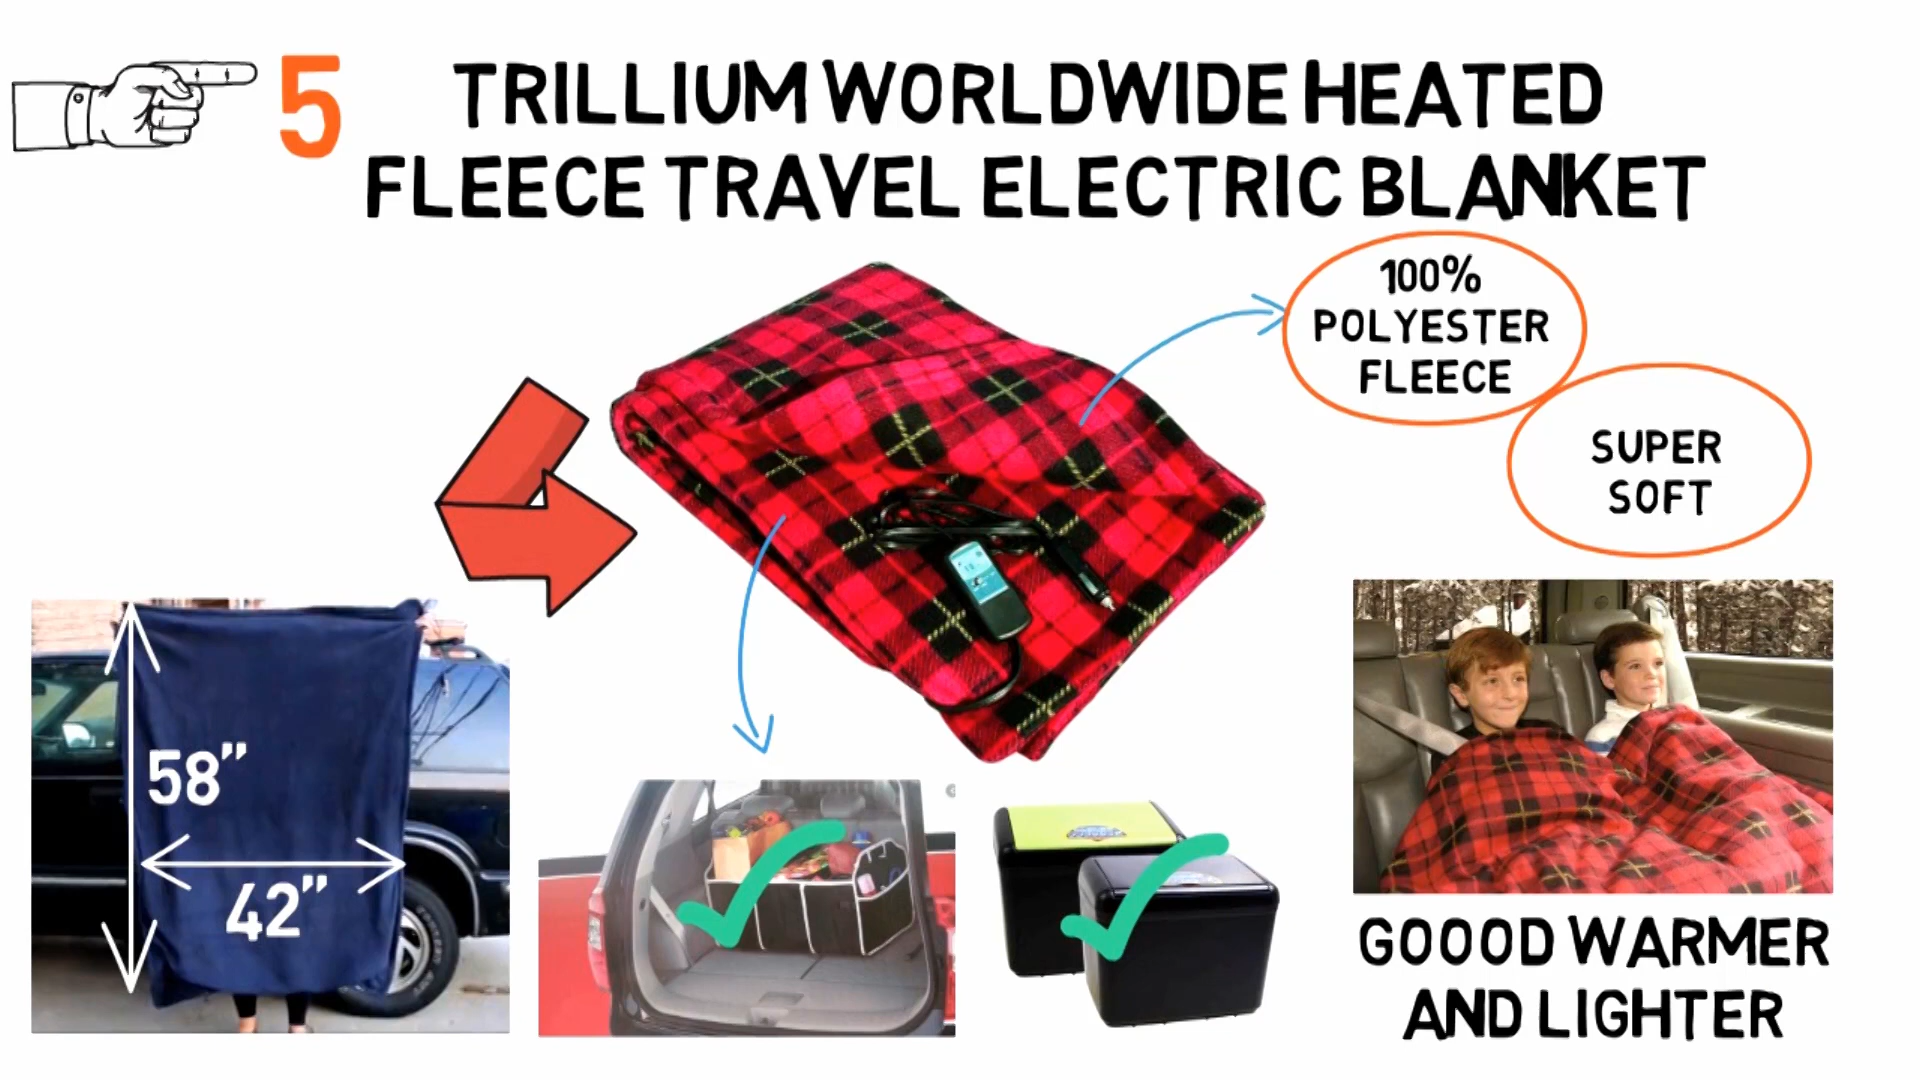 5
TRILLIUM WORLDWIDE HEATED
FLEECE TRAVEL ELECTRIC BLANKET
100%
POLYESTER
FLEECE
SUPER
SOFT
58”
42”
GOOOD WARMER
AND LIGHTER